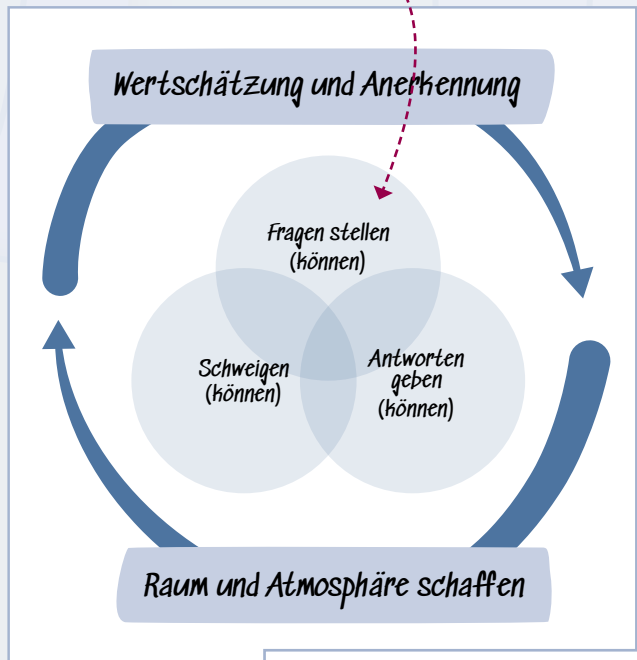 Wertschätzung und Anerkennung
Fragen stellen
(können)
Schweigen
(können)
Antworten
geben
(können)
Raum und Atmosphäre schaffen